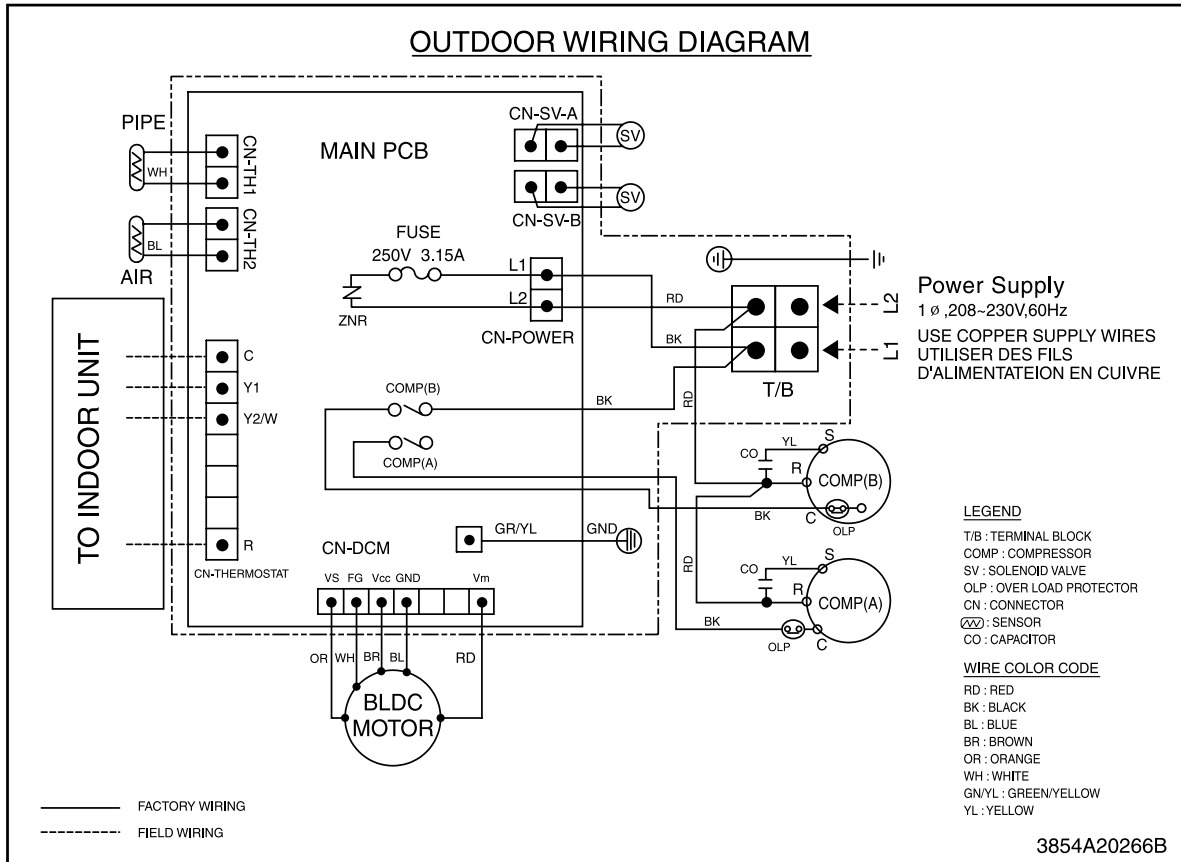 OUTDOOR WIRING DIAGRAM
PIPE
WH
CN-TH1
MAIN PCB
CN-SV-A
SV
CN-SV-B
SV
BL
CN-TH2
AIR
FUSE
250V 3.15A
ZNR
L1
L2
CN-POWER
RD
BK
T/B
L2
L1
Power Supply
1 ø ,208~230V,60Hz
USE COPPER SUPPLY WIRES
UTILISER DES FILS
D'ALIMENTATEION EN CUIVRE
TO INDOOR UNIT
C
Y1
Y2/W
R
CN-THERMOSTAT
COMP(B)
COMP(A)
BK
RD
CO
YL
S
R
COMP(B)
C
OLP
BK
RD
CO
YL
S
R
COMP(A)
BK
OLP
C
GR/YL
GND
CN-DCM
VS FG Vcc GND Vm
OR WH BR BL RD
BLDC
MOTOR
LEGEND
T/B : TERMINAL BLOCK
COMP : COMPRESSOR
SV : SOLENOID VALVE
OLP : OVER LOAD PROTECTOR
CN : CONNECTOR
: SENSOR
CO : CAPACITOR
WIRE COLOR CODE
RD : RED
BK : BLACK
BL : BLUE
BR : BROWN
OR : ORANGE
WH : WHITE
GN/YL : GREEN/YELLOW
YL : YELLOW
FACTORY WIRING
FIELD WIRING
3854A20266B